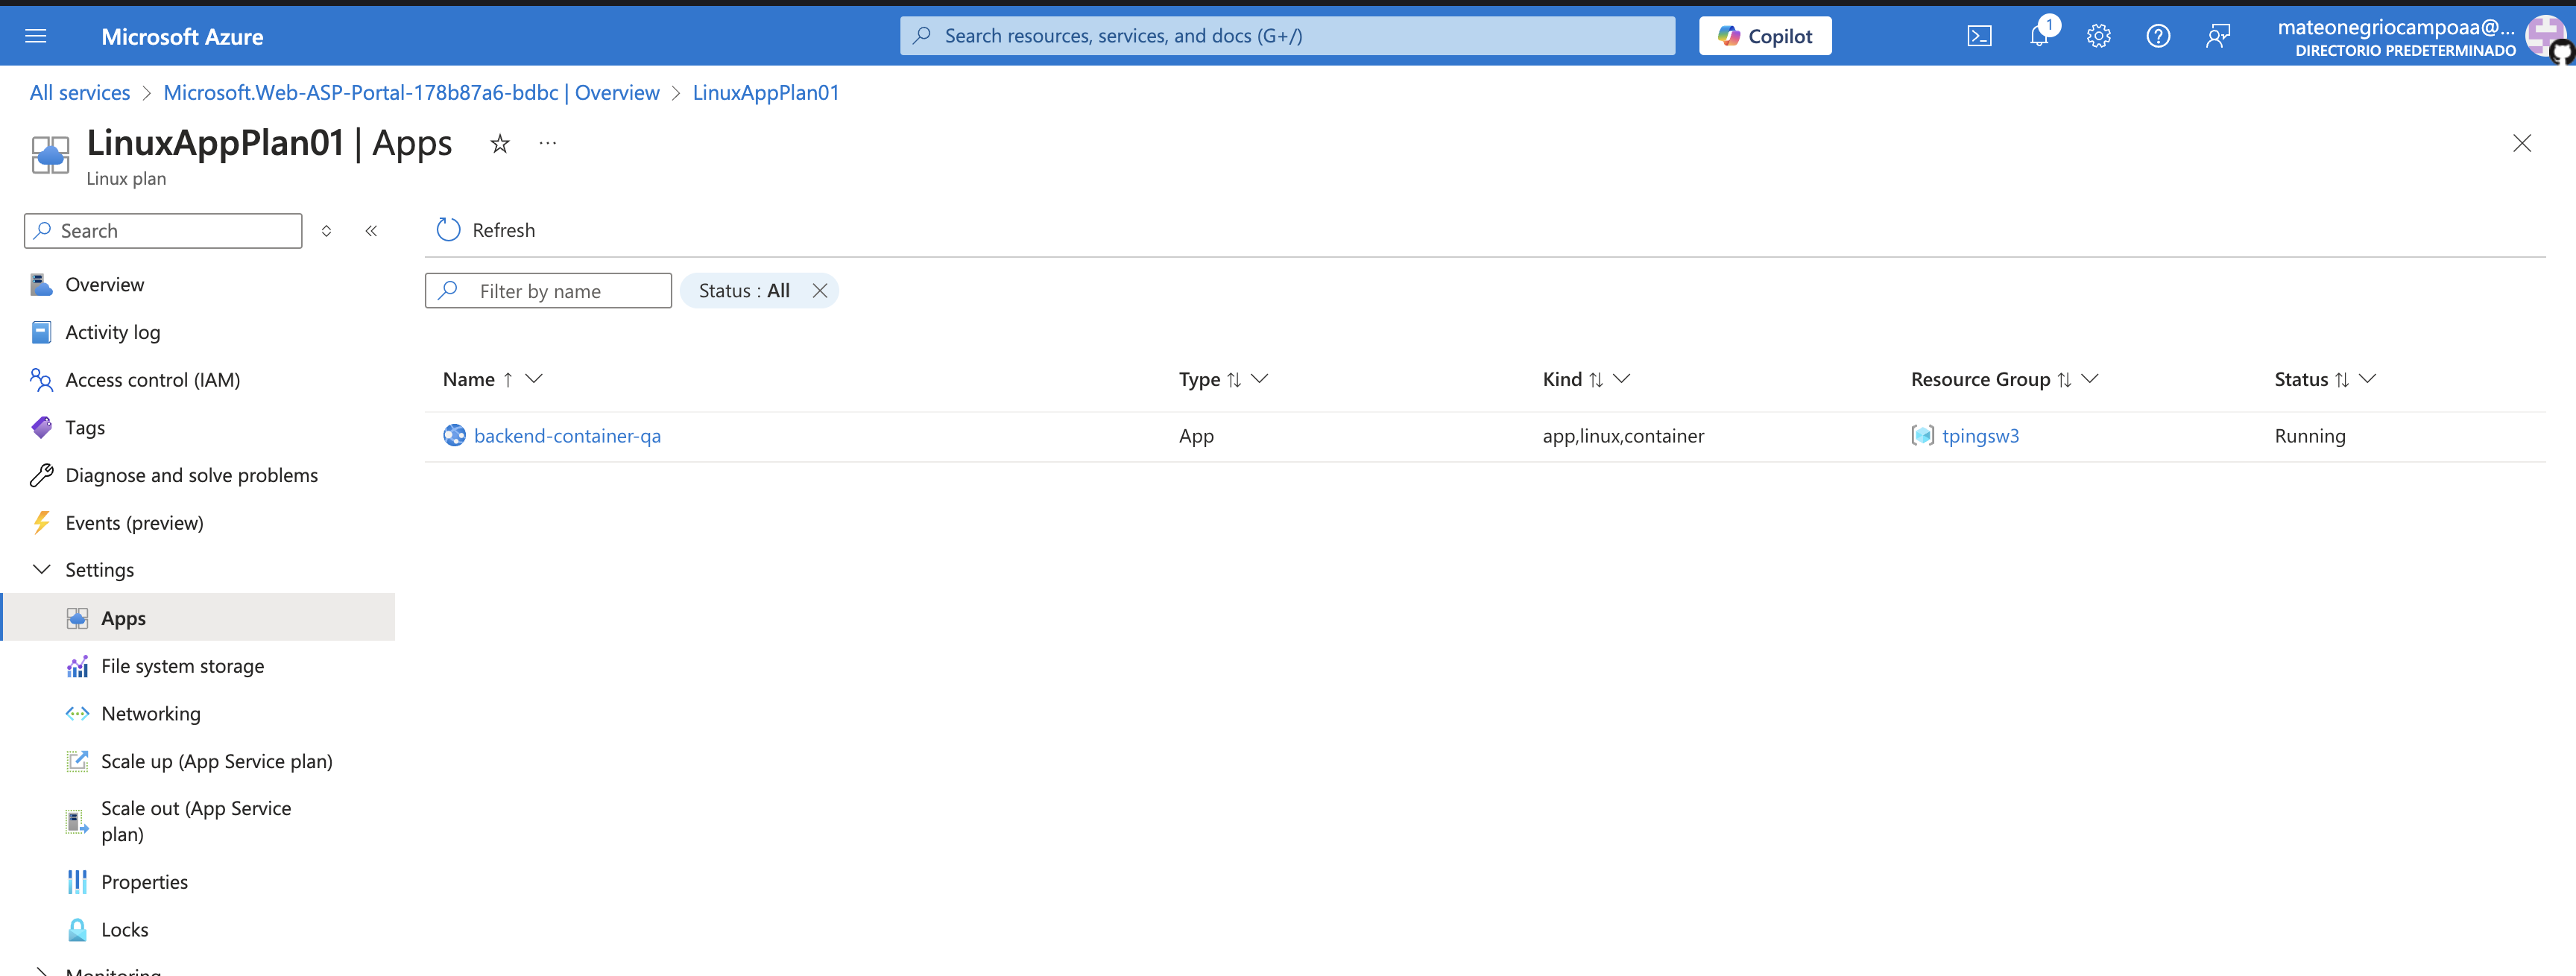 Microsoft Azure
Search resources, services, and docs (G+/)
Copilot
1
mateonegriocampoaa@...
DIRECTORIO PREDETERMINADO
All services > Microsoft.Web-ASP-Portal-178b87a6-bdbc | Overview > LinuxAppPlan01
LinuxAppPlan01 | Apps
Linux plan
Search
Refresh
Filter by name
Status : All
Overview
Activity log
Access control (IAM)
Tags
Diagnose and solve problems
Events (preview)
Settings
Apps
File system storage
Networking
Scale up (App Service plan)
Scale out (App Service
plan)
Properties
Locks
Monitoring
Name Type Kind Resource Group Status
backend-container-qa App app,linux,container tpingsw3 Running